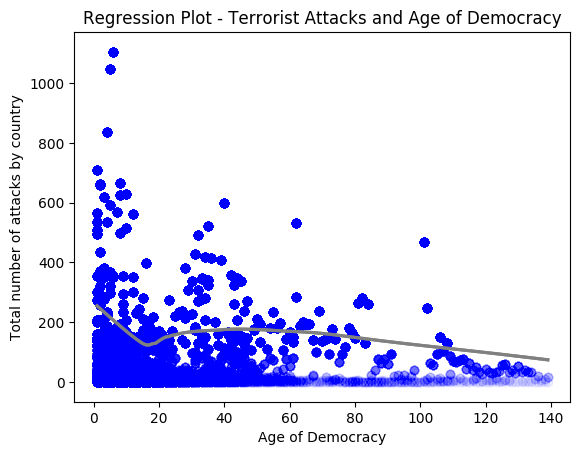 Regression Plot - Terrorist Attacks and Age of Democracy
Total number of attacks by country
1000
800
600
400
200
0
0 20 40 60 80 100 120 140
Age of Democracy